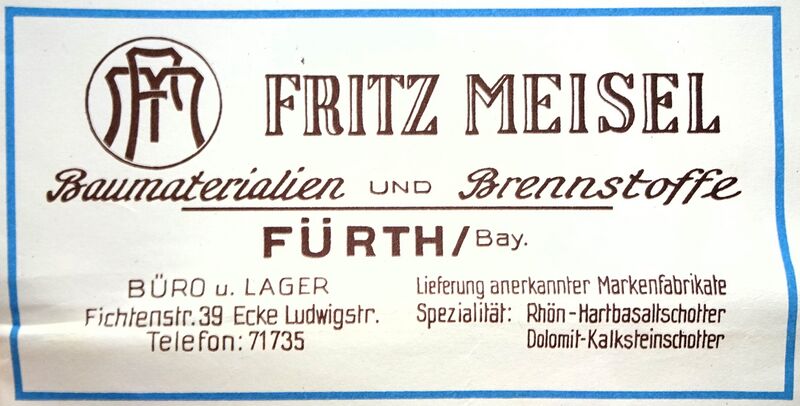 FM
FRITZ MEISEL
Baumaterialien UND Brennstoffe
FÜRTH/Bay.
BÜRO u. LAGER
Fichtenstr. 39 Ecke Ludwigstr.
Telefon: 71735
Lieferung anerkannter Markenfabrikate
Spezialität: Rhön-Hartbasaltschotter
Dolomit-Kalksteinschotter